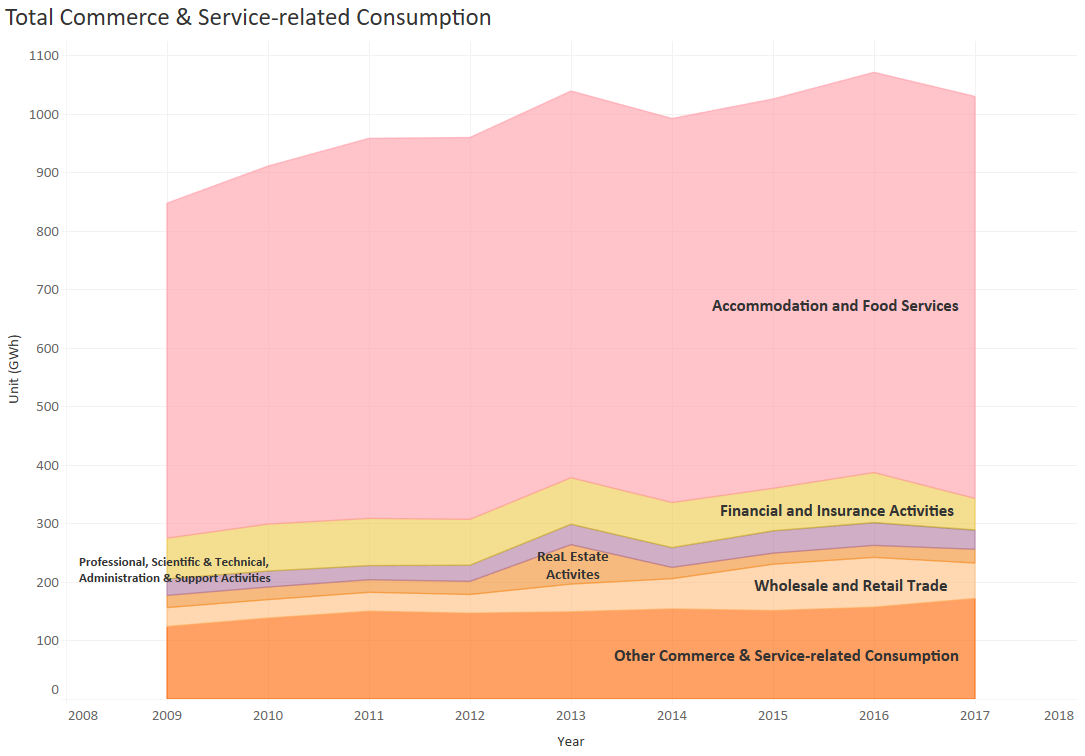 Total Commerce & Service-related Consumption
1100
1000
900
800
700
600
500
400
300
200
100
0
Unit (GWh)
Accommodation and Food Services
Financial and Insurance Activities
Professional, Scientific & Technical,
Administration & Support Activities
ReaL Estate
Activites
Wholesale and Retail Trade
Other Commerce & Service-related Consumption
2008 2009 2010 2011 2012 2013 2014 2015 2016 2017 2018
Year